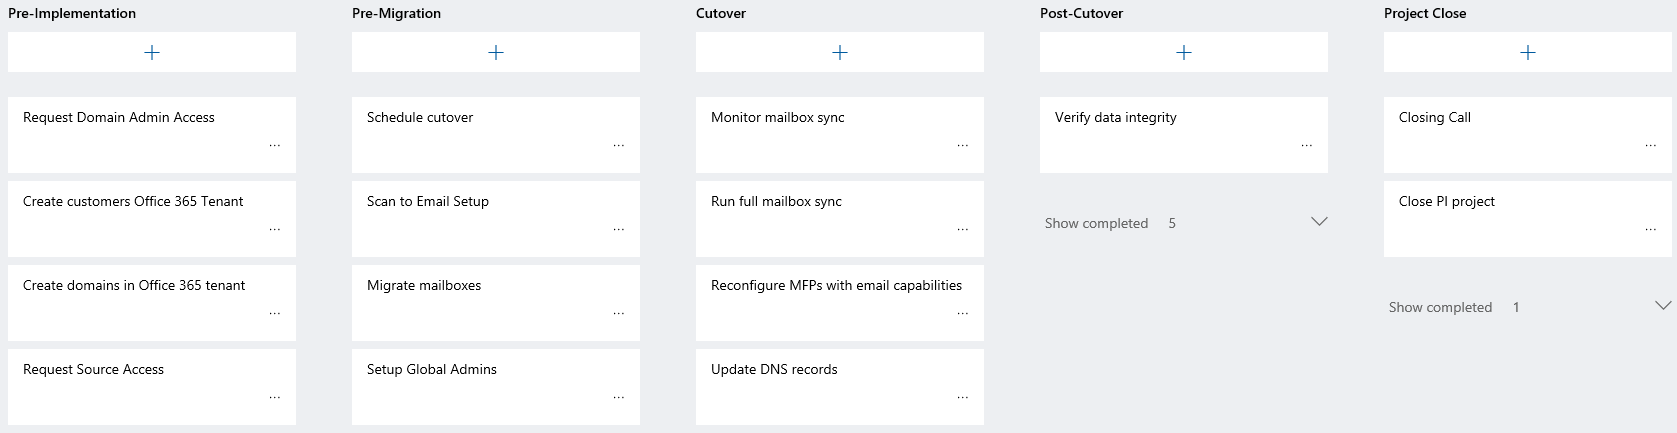 Pre-Implementation
Request Domain Admin Access
...
Create customers Office 365 Tenant
...
Create domains in Office 365 tenant
...
Request Source Access
...
Pre-Migration
Schedule cutover
...
Scan to Email Setup
...
Migrate mailboxes
...
Setup Global Admins
...
Cutover
Monitor mailbox sync
...
Run full mailbox sync
...
Reconfigure MFPs with email capabilities
...
Update DNS records
...
Post-Cutover
Verify data integrity
...
Show completed 5
Project Close
Closing Call
...
Close PI project
...
Show completed 1